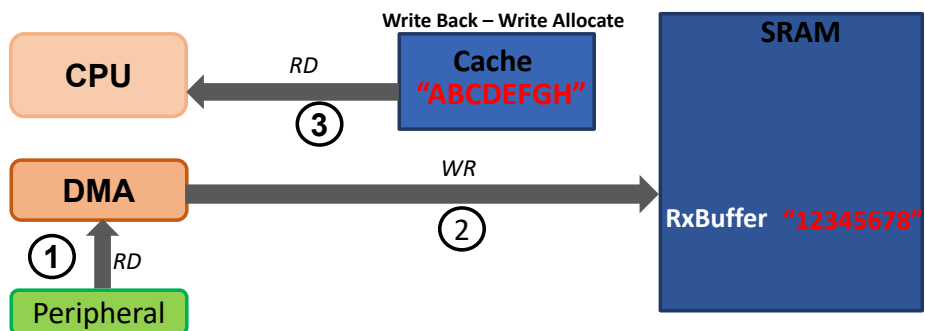 Write Back – Write Allocate
SRAM
CPU
RD
Cache
“ABCDEFGH”
3
DMA
WR
RxBuffer “12345678”
2
1
RD
Peripheral